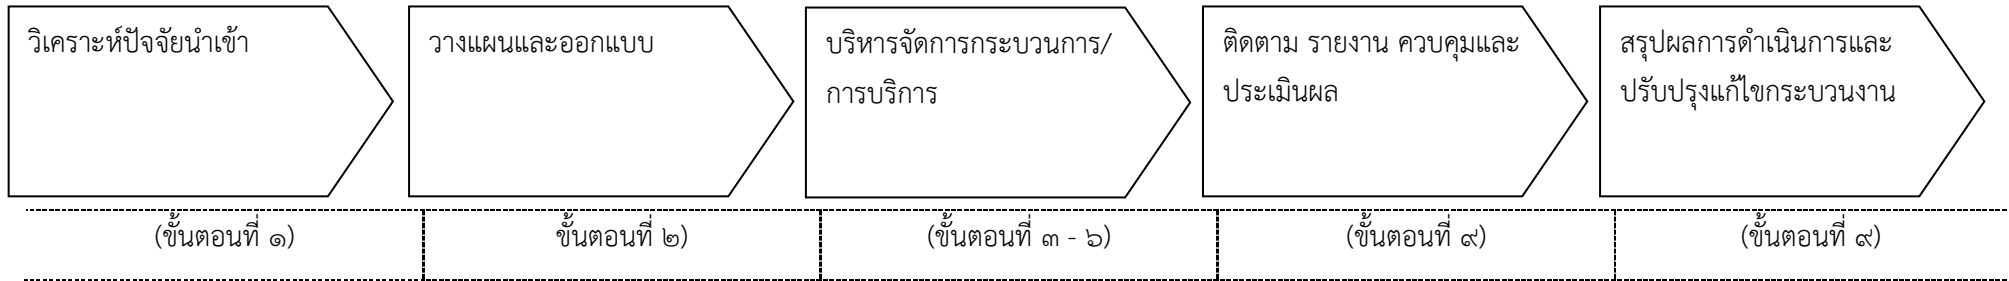 วิเคราะห์ปัจจัยนำเข้า
วางแผนและออกแบบ
บริหารจัดการกระบวนการ/
การบริการ
ติดตาม รายงาน ควบคุมและ
ประเมินผล
สรุปผลการดำเนินการและ
ปรับปรุงแก้ไขกระบวนงาน
(ขั้นตอนที่ ๑)
ขั้นตอนที่ ๒)
(ขั้นตอนที่ ๓ - ๖)
(ขั้นตอนที่ ๙)
(ขั้นตอนที่ ๙)